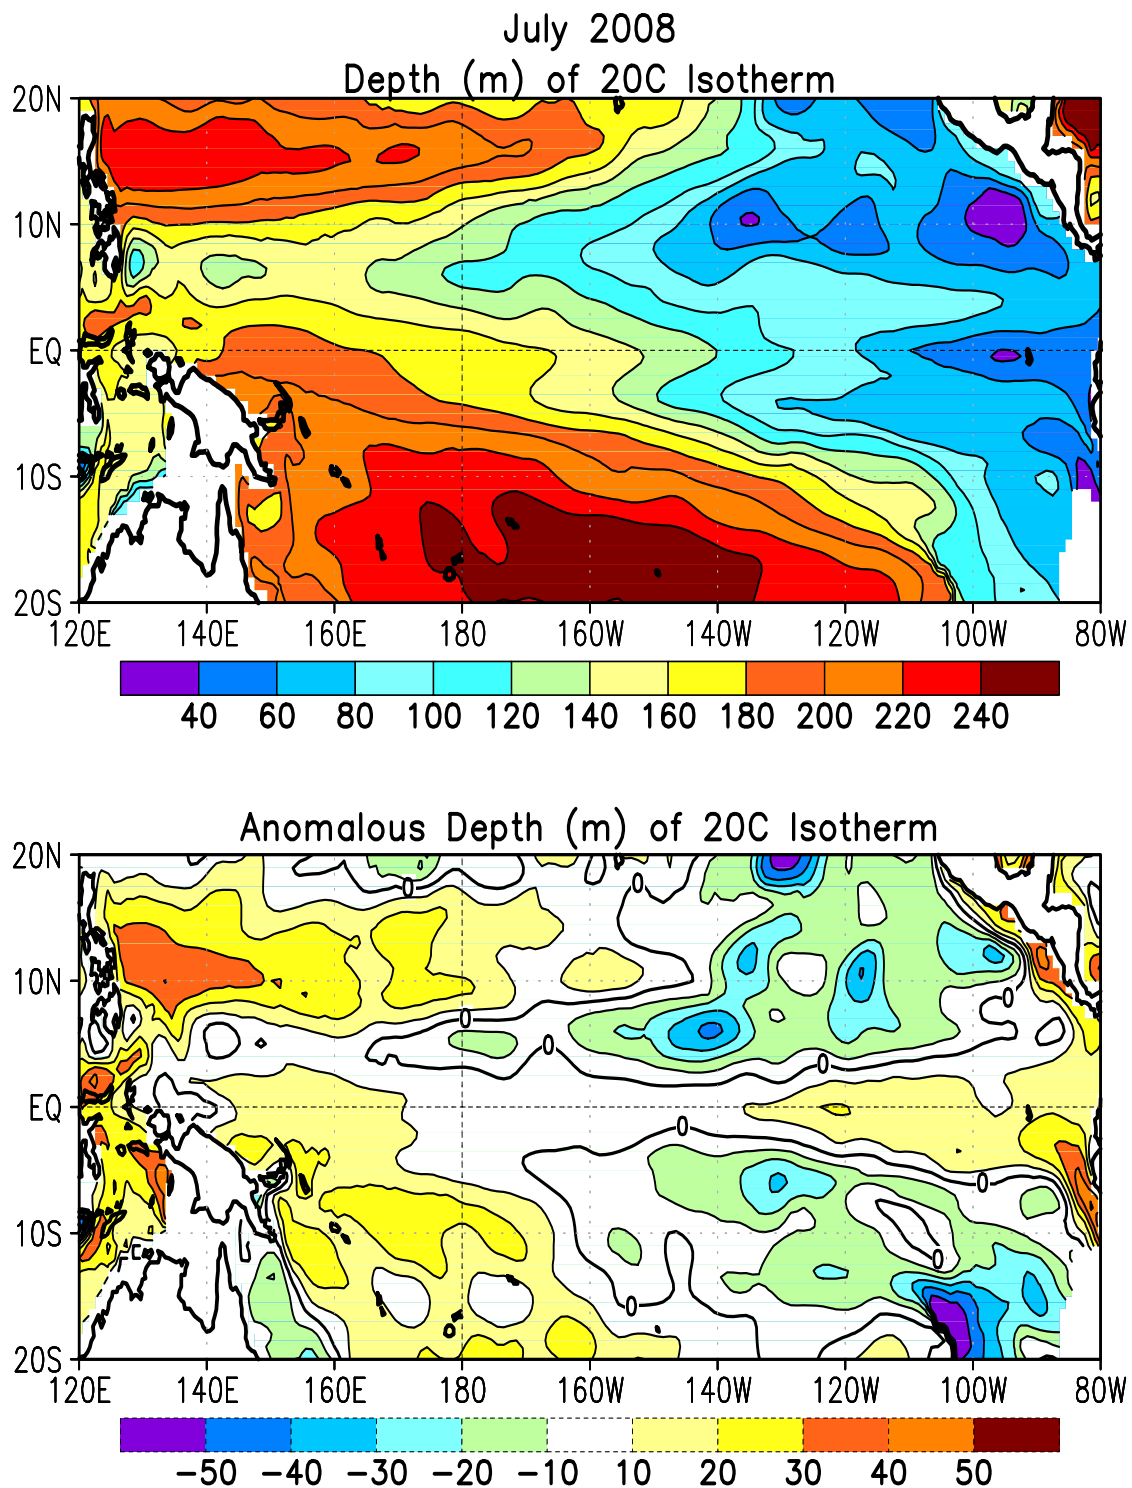 July 2008
Depth (m) of 20C Isotherm
20N
10N
EQ
10S
20S
120E 140E 160E 180 160W 140W 120W 100W 80W
40 60 80 100 120 140 160 180 200 220 240
Anomalous Depth (m) of 20C Isotherm
20N
0 0
10N
0
0
0
0
EQ
0
0
10S
0
0
20S
120E 140E 160E 180 160W 140W 120W 100W 80W
−50 −40 −30 −20 −10 10 20 30 40 50